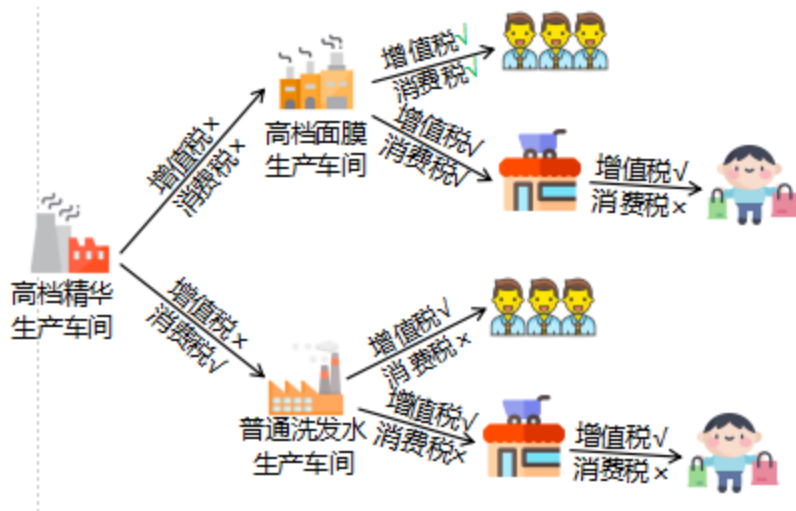 增值税√
消费税√
高档面膜
生产车间
增值税×
消费税×
增值税√
消费税√
增值税√
消费税×
高档精华
生产车间
增值税×
消费税√
增值税√
消费税×
普通洗发水
生产车间
增值税√
消费税×
增值税√
消费税×